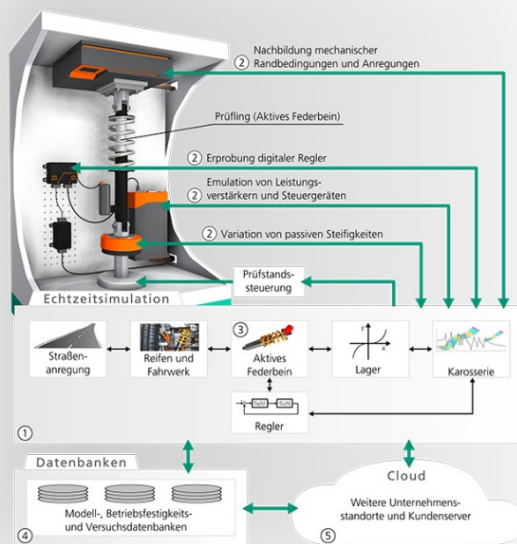 Nachbildung mechanischer
② Randbedingungen und Anregungen
Prüfling (Aktives Federbein)
② Erprobung digitaler Regler
Emulation von Leistungs-
② verstärkern und Steuergeräten
② Variation von passiven Steifigkeiten
Prüfstands-
steuerung
Echtzeitsimulation
Straßen-
anregung
Reifen und
Fahrwerk
③
Aktives
Federbein
Lager
Karosserie
Regler
①
Datenbanken
Modell-, Betriebsfestigkeits-
und Versuchsdatenbanken
④
Cloud
Weitere Unternehmens-
standorte und Kundenserver
⑤